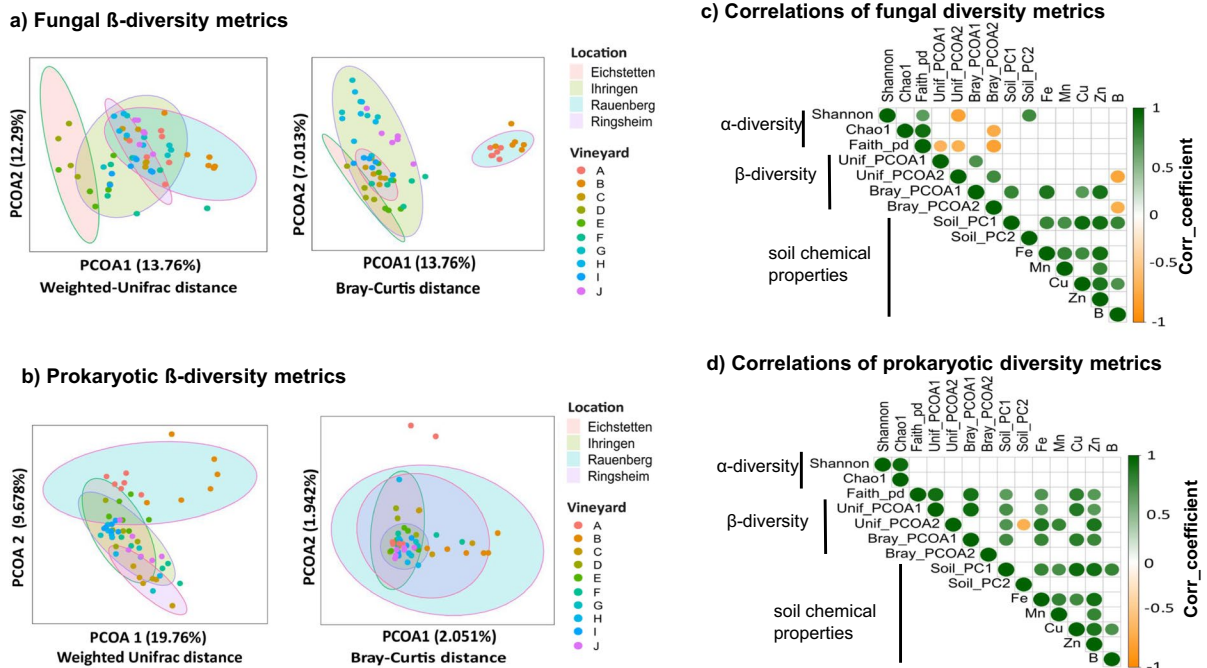 a) Fungal ß-diversity metrics
PCOA2 (12.29%)
PCOA1 (13.76%)
Weighted-Unifrac distance
PCOA2 (7.013%)
PCOA1 (13.76%)
Bray-Curtis distance
Location
Eichstetten
Ihringen
Rauenberg
Ringsheim
Vineyard
A
B
C
D
E
F
G
H
I
J
b) Prokaryotic ß-diversity metrics
PCOA 2 (9.678%)
PCOA 1 (19.76%)
Weighted Unifrac distance
PCOA2 (1.942%)
PCOA1 (2.051%)
Bray-Curtis distance
Location
Eichstetten
Ihringen
Rauenberg
Ringsheim
Vineyard
A
B
C
D
E
F
G
H
I
J
c) Correlations of fungal diversity metrics
Shannon
Chao1
Faith_pd
Unif_PCOA1
Unif_PCOA2
Bray_PCOA1
Bray_PCOA2
Soil_PC1
Soil_PC2
Fe
Mn
Cu
Zn
B
α-diversity
β-diversity
soil chemical
properties
Shannon
Chao1
Faith_pd
Unif_PCOA1
Unif_PCOA2
Bray_PCOA1
Bray_PCOA2
Soil_PC1
Soil_PC2
Fe
Mn
Cu
Zn
B
1
0.5
0
-0.5
-1
Corr_coefficient
d) Correlations of prokaryotic diversity metrics
Shannon
Chao1
Faith_pd
Unif_PCOA1
Unif_PCOA2
Bray_PCOA1
Bray_PCOA2
Soil_PC1
Soil_PC2
Fe
Mn
Cu
Zn
B
α-diversity
β-diversity
soil chemical
properties
Shannon
Chao1
Faith_pd
Unif_PCOA1
Unif_PCOA2
Bray_PCOA1
Bray_PCOA2
Soil_PC1
Soil_PC2
Fe
Mn
Cu
Zn
B
1
0.5
0
-0.5
-1
Corr_coefficient